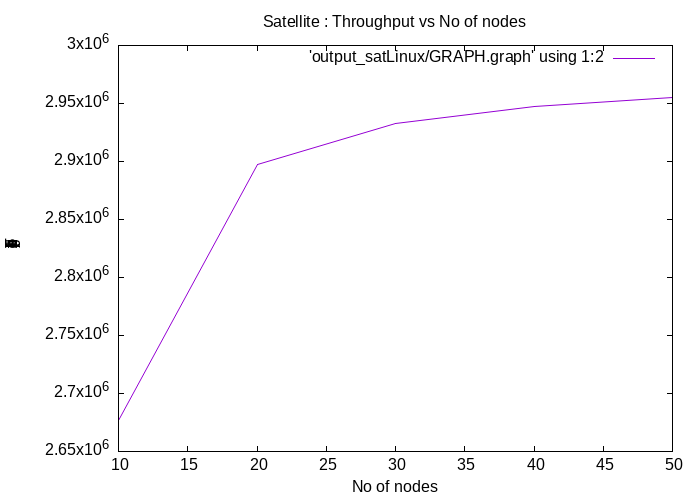 Satellite : Throughput vs No of nodes
3x10^6
'output_satLinux/GRAPH.graph' using 1:2
2.95x10^6
2.9x10^6
2.85x10^6
2.8x10^6
2.75x10^6
2.7x10^6
2.65x10^6
10 15 20 25 30 35 40 45 50
No of nodes